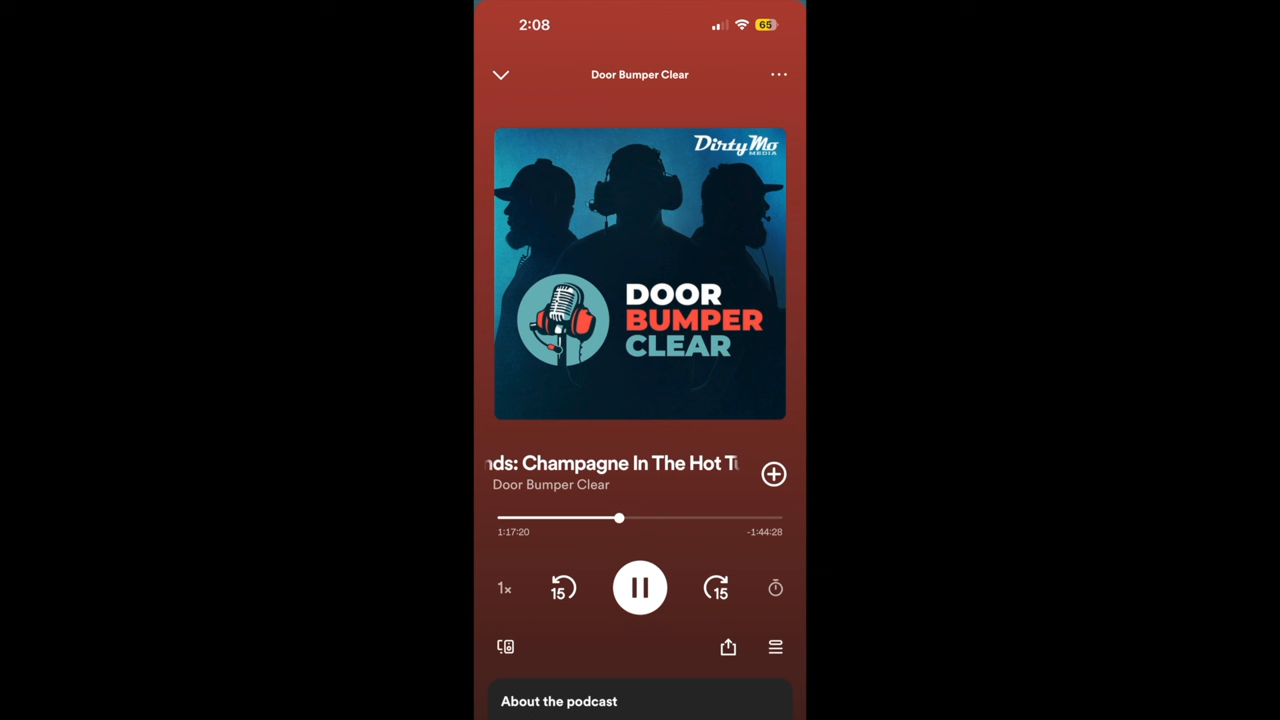 2:08
65
Door Bumper Clear
Dirty Mo
MEDIA
DOOR
BUMPER
CLEAR
nds: Champagne In The Hot
Door Bumper Clear
1:17:20
-1:44:28
1x
15
15
About the podcast